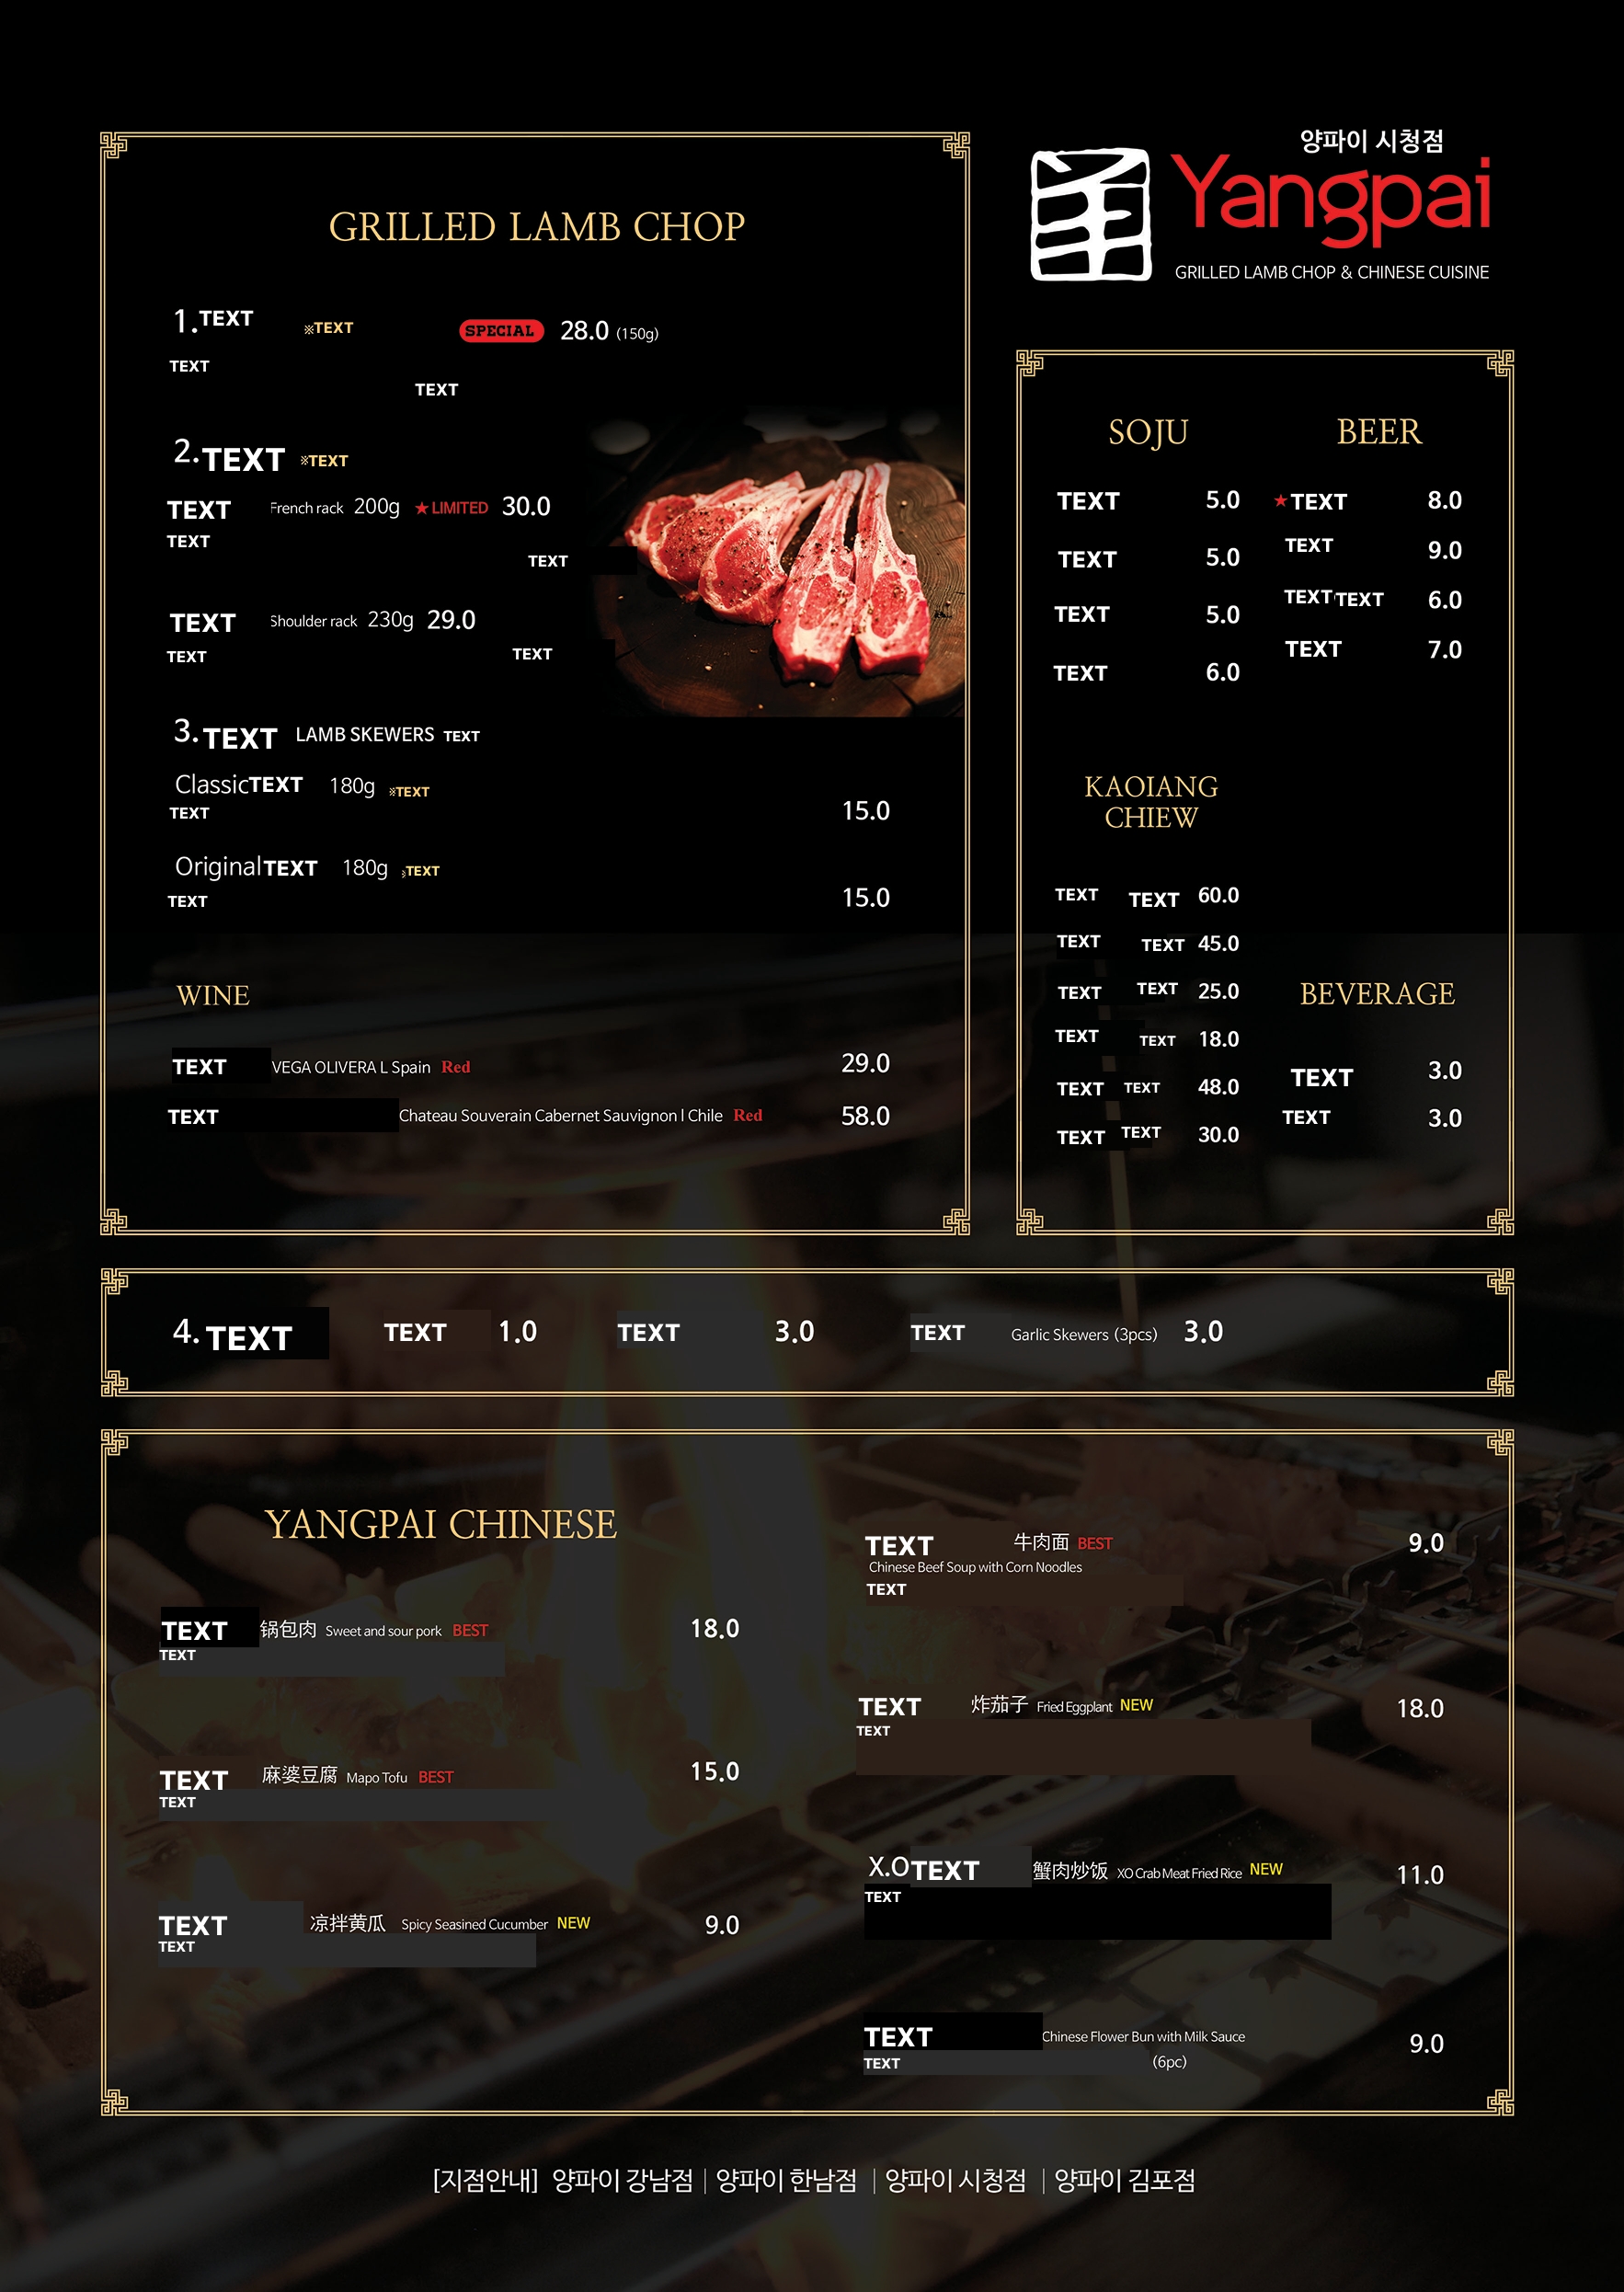 양파이 시청점
Yangpai
GRILLED LAMB CHOP & CHINESE CUISINE
GRILLED LAMB CHOP
1.TEXT ※TEXT SPECIAL 28.0 (150g)
TEXT
TEXT
2.TEXT ※TEXT
TEXT French rack 200g ★LIMITED 30.0
TEXT
TEXT
TEXT Shoulder rack 230g 29.0
TEXT
TEXT
3.TEXT LAMB SKEWERS TEXT
ClassicTEXT 180g ※TEXT
TEXT
15.0
OriginalTEXT 180g TEXT
TEXT
15.0
WINE
TEXT VEGA OLIVERA L Spain Red 29.0
TEXT Chateau Souverain Cabernet Sauvignon l Chile Red 58.0
SOJU
TEXT 5.0
TEXT 5.0
TEXT 5.0
TEXT 6.0
BEER
★TEXT 8.0
TEXT 9.0
TEXT TEXT 6.0
TEXT 7.0
KAOIANG
CHIEW
TEXT TEXT 60.0
TEXT TEXT 45.0
TEXT TEXT 25.0
TEXT TEXT 18.0
TEXT TEXT 48.0
TEXT TEXT 30.0
BEVERAGE
TEXT 3.0
TEXT 3.0
4.TEXT TEXT 1.0 TEXT 3.0 TEXT Garlic Skewers (3pcs) 3.0
YANGPAI CHINESE
TEXT 锅包肉 Sweet and sour pork BEST 18.0
TEXT
TEXT 麻婆豆腐 Mapo Tofu BEST 15.0
TEXT
TEXT 凉拌黄瓜 Spicy Seasined Cucumber NEW 9.0
TEXT
TEXT 牛肉面 BEST 9.0
Chinese Beef Soup with Corn Noodles
TEXT
TEXT 炸茄子 Fried Eggplant NEW 18.0
TEXT
X.OTEXT 蟹肉炒饭 XO Crab Meat Fried Rice NEW 11.0
TEXT
TEXT Chinese Flower Bun with Milk Sauce 9.0
TEXT (6pc)
[지점안내] 양파이 강남점 | 양파이 한남점 | 양파이 시청점 | 양파이 김포점